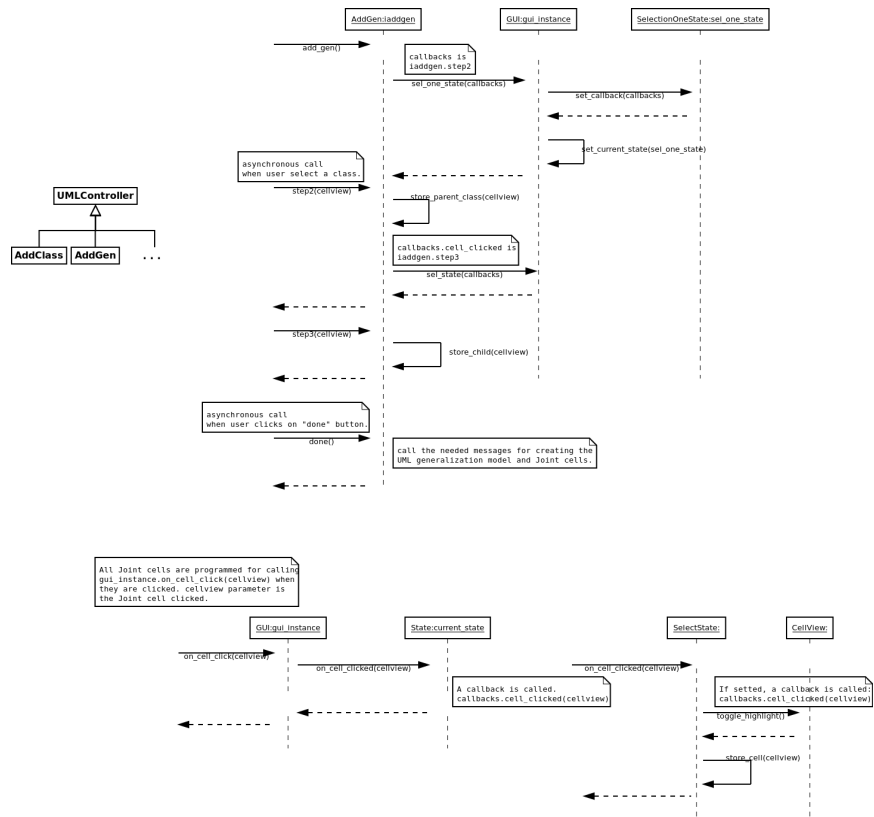 AddGen:iaddgen
GUI:gui_instance
SelectionOneState:sel_one_state
add_gen()
callbacks is
iaddgen.step2
sel_one_state(callbacks)
set_callback(callbacks)
set_current_state(sel_one_state)
asynchronous call
when user select a class.
step2(cellview)
store_parent_class(cellview)
UMLController
AddClass
AddGen
...
callbacks.cell_clicked is
iaddgen.step3
sel_state(callbacks)
step3(cellview)
store_child(cellview)
asynchronous call
when user clicks on "done" button.
done()
call the needed messages for creating the
UML generalization model and Joint cells.
All Joint cells are programmed for calling
gui_instance.on_cell_click(cellview) when
they are clicked. cellview parameter is
the Joint cell clicked.
GUI:gui_instance
State:current_state
SelectState:
CellView:
on_cell_click(cellview)
on_cell_clicked(cellview)
on_cell_clicked(cellview)
A callback is called.
callbacks.cell_clicked(cellview)
If setted, a callback is called:
callbacks.cell_clicked(cellview)
toggle_highlight()
store_cell(cellview)